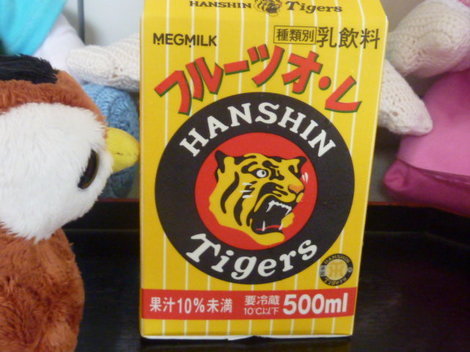 HANSHIN Tigers
MEGMILK 種類別 乳飲料
フルーツオ・レ
HANSHIN
Tigers
果汁10%未満 要冷蔵 10℃以下 500ml